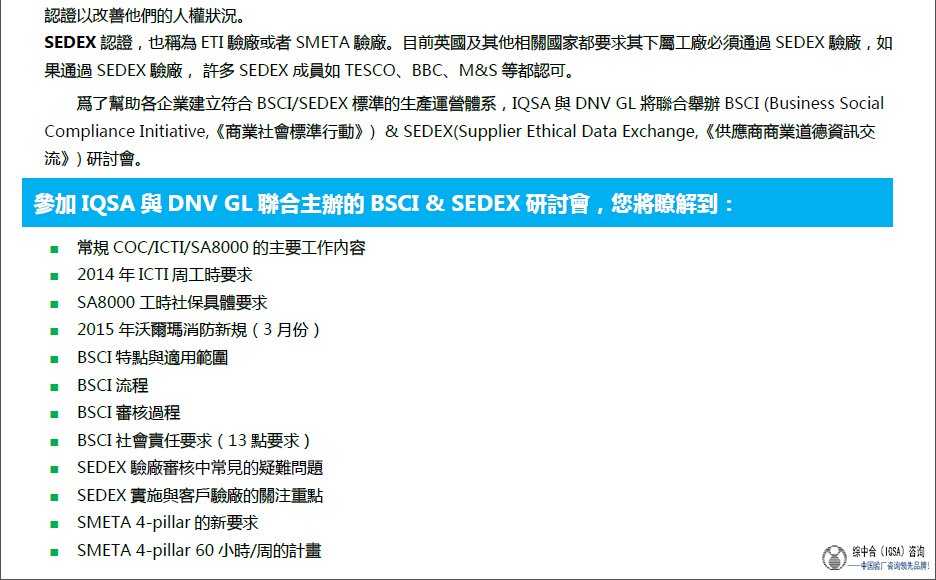 認證以改善他們的人權狀況。
SEDEX 認證，也稱為 ETI 驗廠或者 SMETA 驗廠。目前英國及其他相關國家都要求其下屬工廠必須通過 SEDEX 驗廠，如
果通過 SEDEX 驗廠， 許多 SEDEX 成員如 TESCO、BBC、M&S 等都認可。
爲了幫助各企業建立符合 BSCI/SEDEX 標準的生產運營體系，IQSA 與 DNV GL 將聯合舉辦 BSCI (Business Social
Compliance Initiative,《商業社會標準行動》) & SEDEX(Supplier Ethical Data Exchange,《供應商商業道德資訊交
流》) 研討會。
參加 IQSA 與 DNV GL 聯合主辦的 BSCI & SEDEX 研討會，您將瞭解到：
■ 常規 COC/ICTI/SA8000 的主要工作內容
■ 2014 年 ICTI 周工時要求
■ SA8000 工時社保具體要求
■ 2015 年沃爾瑪消防新規（3 月份）
■ BSCI 特點與適用範圍
■ BSCI 流程
■ BSCI 審核過程
■ BSCI 社會責任要求（13 點要求）
■ SEDEX 驗廠審核中常見的疑難問題
■ SEDEX 實施與客戶驗廠的關注重點
■ SMETA 4-pillar 的新要求
■ SMETA 4-pillar 60 小時/周的計畫
综中合（IQSA）咨询
——中国验厂咨询领先品牌!